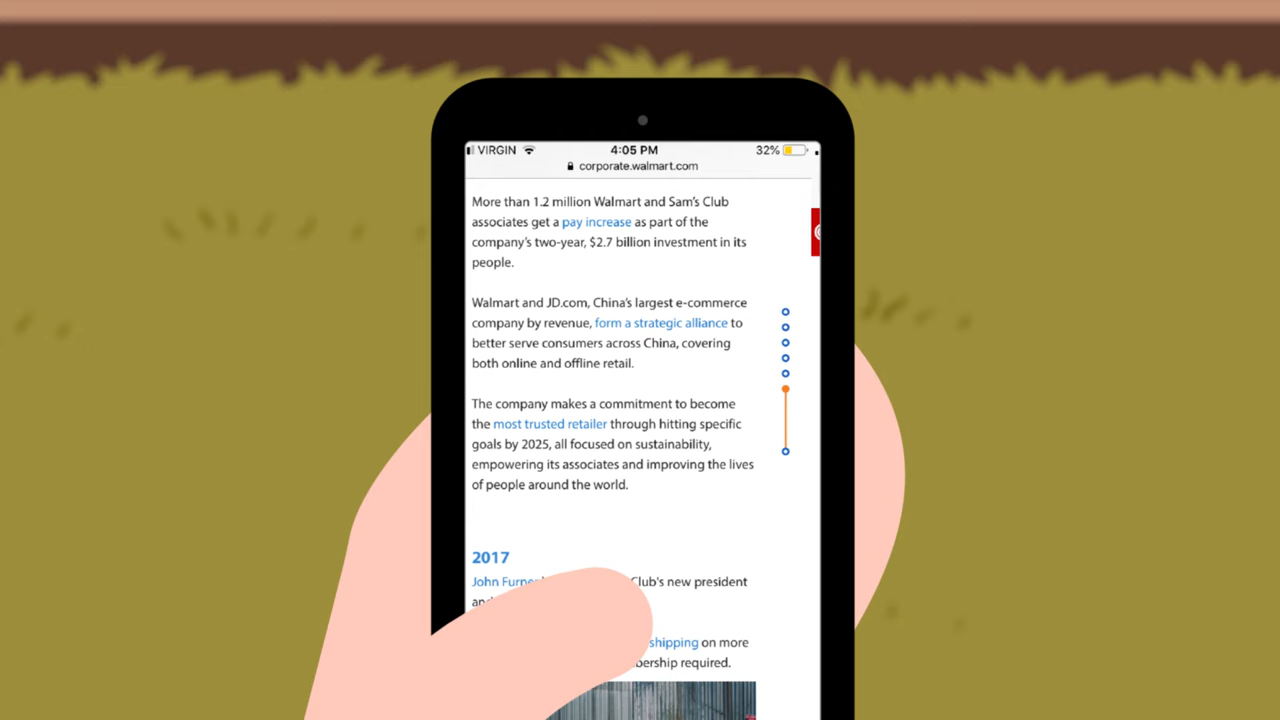 VIRGIN 4:05 PM 32%
corporate.walmart.com
More than 1.2 million Walmart and Sam's Club
associates get a pay increase as part of the
company's two-year, $2.7 billion investment in its
people.
Walmart and JD.com, China's largest e-commerce
company by revenue, form a strategic alliance to
better serve consumers across China, covering
both online and offline retail.
The company makes a commitment to become
the most trusted retailer through hitting specific
goals by 2025, all focused on sustainability,
empowering its associates and improving the lives
of people around the world.
2017
John Club's new president
shipping on more
required.